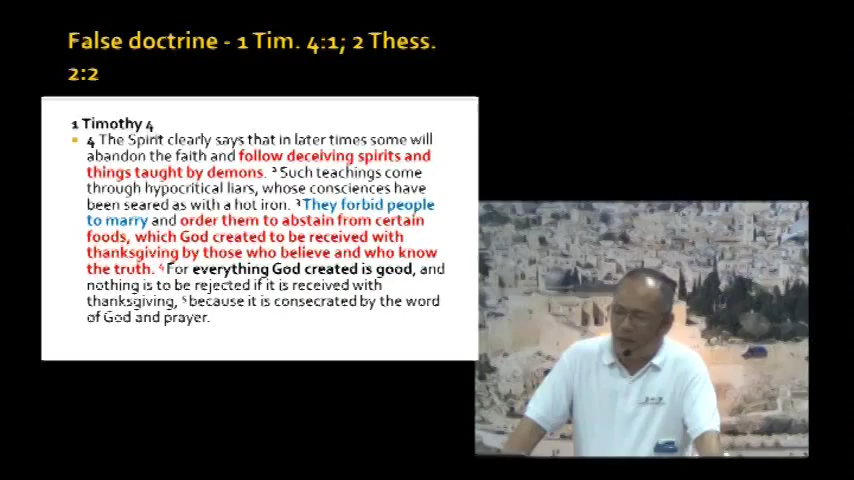 False doctrine - 1 Tim. 4:1; 2 Thess.
2:2
1 Timothy 4
4 The Spirit clearly says that in later times some will
abandon the faith and follow deceiving spirits and
things taught by demons. 2 Such teachings come
through hypocritical liars, whose consciences have
been seared as with a hot iron. 3 They forbid people
to marry and order them to abstain from certain
foods, which God created to be received with
thanksgiving by those who believe and who know
the truth. 4 For everything God created is good, and
nothing is to be rejected if it is received with
thanksgiving, 5 because it is consecrated by the word
of God and prayer.